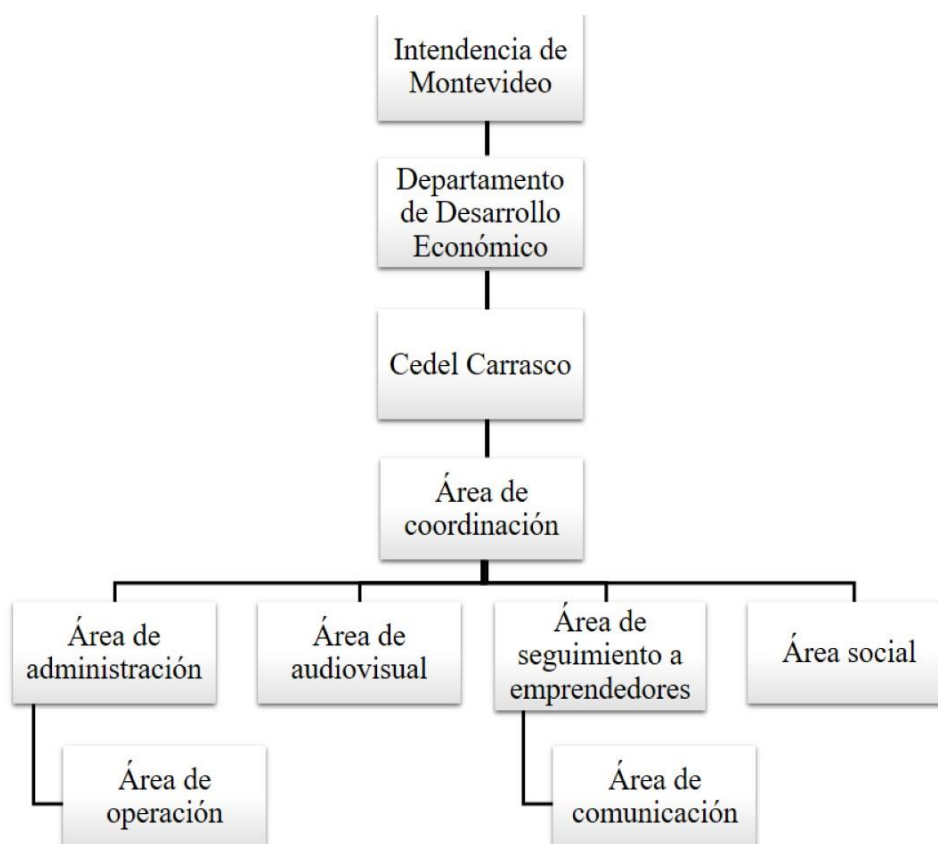 Intendencia de
Montevideo
Departamento
de Desarrollo
Económico
Cedel Carrasco
Área de
coordinación
Área de
administración
Área de
audiovisual
Área de
seguimiento a
emprendedores
Área social
Área de
operación
Área de
comunicación